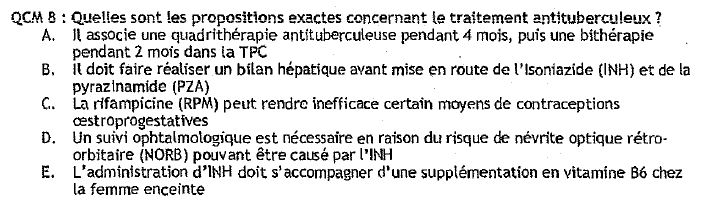 QCM 8 : Quelles sont les propositions exactes concernant le traitement antituberculeux ?
A. Il associe une quadrithérapie antituberculeuse pendant 4 mois, puis une bithérapie
pendant 2 mois dans la TPC
B. Il doit faire réaliser un bilan hépatique avant mise en route de l'Isoniazide (INH) et de la
pyrazinamide (PZA)
C. La rifampicine (RPM) peut rendre inefficace certain moyens de contraceptions
œstroprogestatives
D. Un suivi ophtalmologique est nécessaire en raison du risque de névrite optique rétro-
orbitaire (NORB) pouvant être causé par l'INH
E. L'administration d'INH doit s'accompagner d'une supplémentation en vitamine B6 chez
la femme enceinte